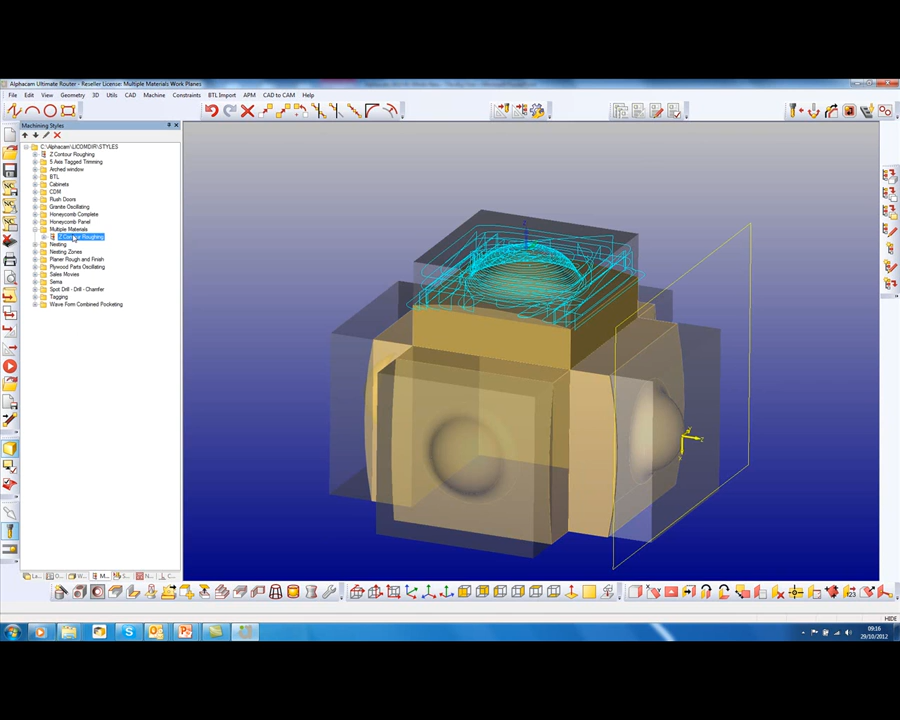 Alphacam Ultimate Router - Reseller License: Multiple Materials Work Planes
File Edit View Geometry 3D Utils CAD Machine Constraints BTL Import APM CAD to CAM Help
Machining Styles
C:\Alphacam\LICOMDIR\STYLES
Z Contour Roughing
5 Axis Tagged Trimming
Arched window
BTL
Cabinets
CDM
Flush Doors
Granite Oscillating
Honeycomb Complete
Honeycomb Panel
Multiple Materials
Z Contour Roughing
Nesting
Nesting Zones
Planer Rough and Finish
Plywood Parts Oscillating
Sales Movies
Sema
Spot Drill - Drill - Chamfer
Tagging
Wave Form Combined Pocketing
Z
HIDE
09:16
29/10/2012